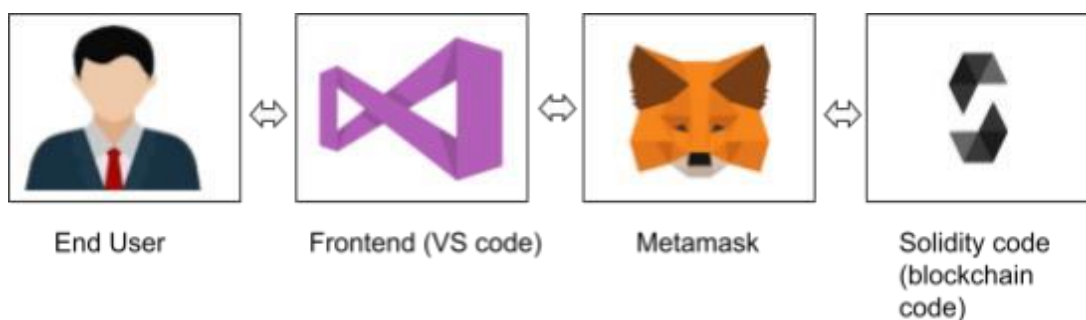 End User
Frontend (VS code)
Metamask
Solidity code
(blockchain
code)